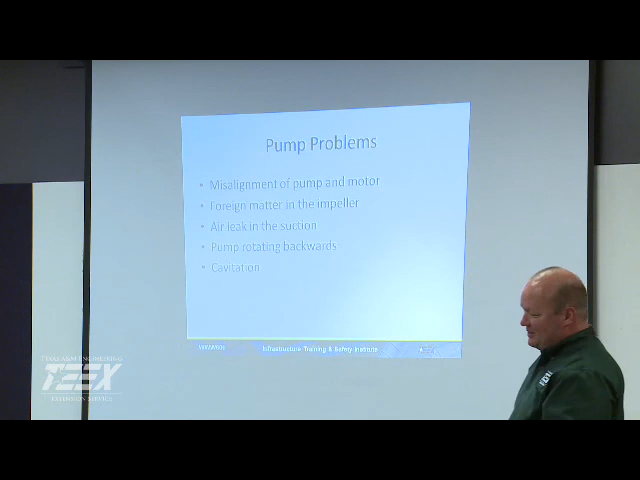 Pump Problems
• Misalignment of pump and motor
• Foreign matter in the impeller
• Air leak in the suction
• Pump rotating backwards
• Cavitation
Infrastructure Training & Safety Institute
TEXAS A&M ENGINEERING
TEEX
EXTENSION SERVICE